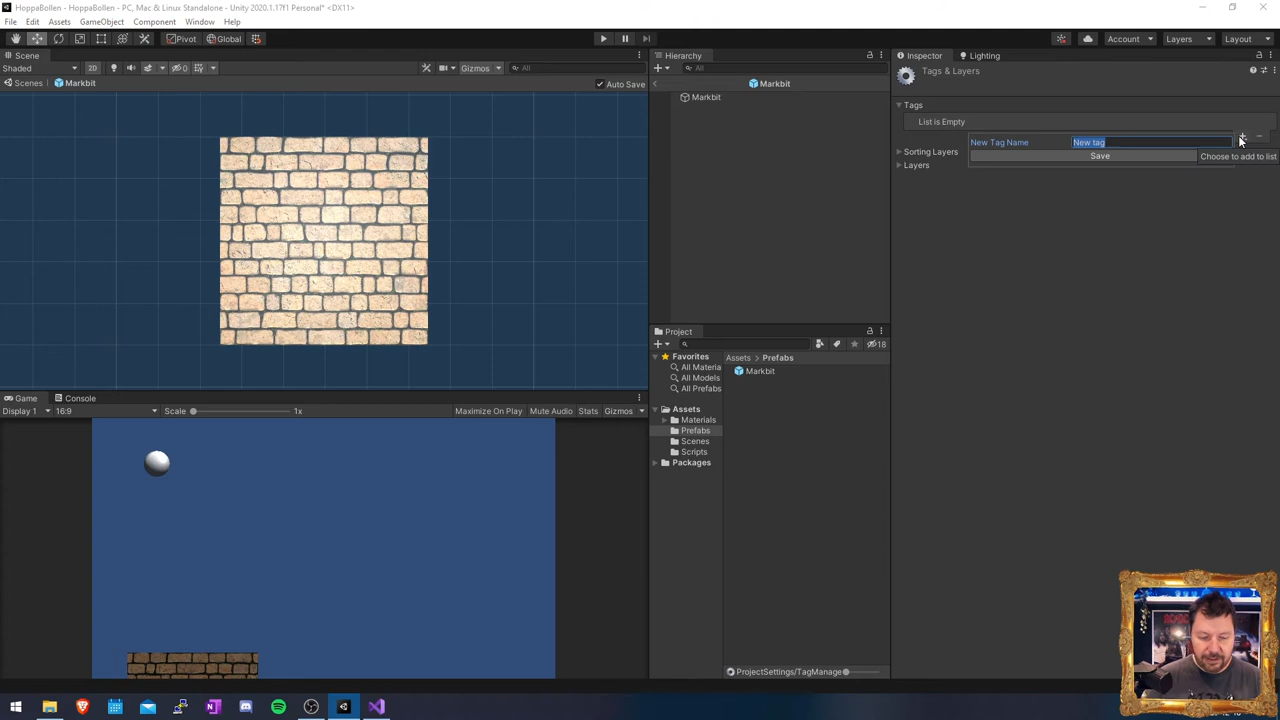 HoppaBollen - HoppaBollen - PC, Mac & Linux Standalone - Unity 2020.1.17f1 Personal* <DX11>
File Edit Assets GameObject Component Window Help
Pivot Global Account Layers Layout
Scene
Shaded 2D 0 Gizmos All
Scenes Markbit Auto Save
Hierarchy
All
Markbit
Markbit
Inspector Lighting
Tags & Layers
Tags
List is Empty
New Tag Name New tag
Sorting Layers Save Choose to add to list
Layers
Project
18
Favorites
All Materia
All Models
All Prefabs
Assets
Materials
Prefabs
Scenes
Scripts
Packages
Assets Prefabs
Markbit
ProjectSettings/TagManage
Game Console
Display 1 16:9 Scale 1x Maximize On Play Mute Audio Stats Gizmos